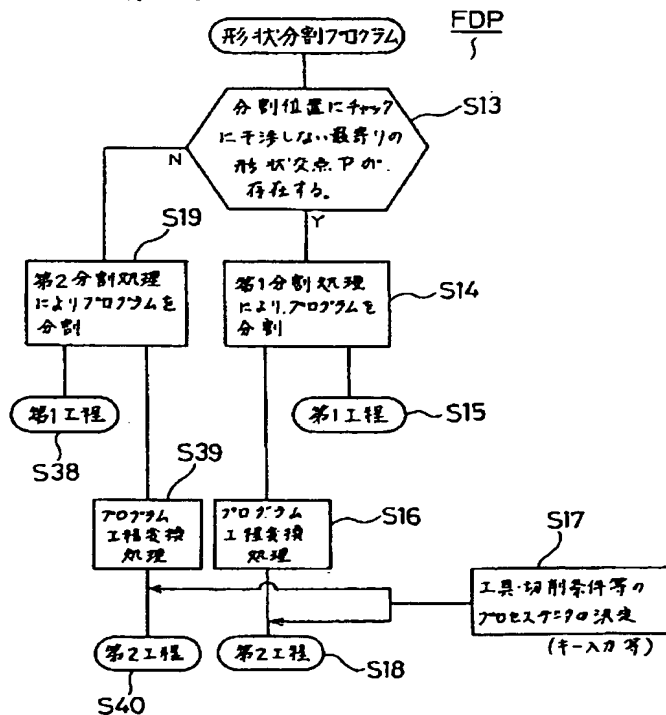 FDP
形状分割プログラム
S13
分割位置にチャック
に干渉しない最寄りの
形状交点Pが
存在する。
N
Y
S19
第2分割処理
によりプログラムを
分割
第1分割処理
により,プログラムを
分割
S14
第1工程
S38
第1工程
S15
S39
プログラム
工程変換
処理
プログラム
工程変換
処理
S16
S17
工具・切削条件等の
プロセスデータの決定
(キー入力等)
第2工程
S40
第2工程
S18